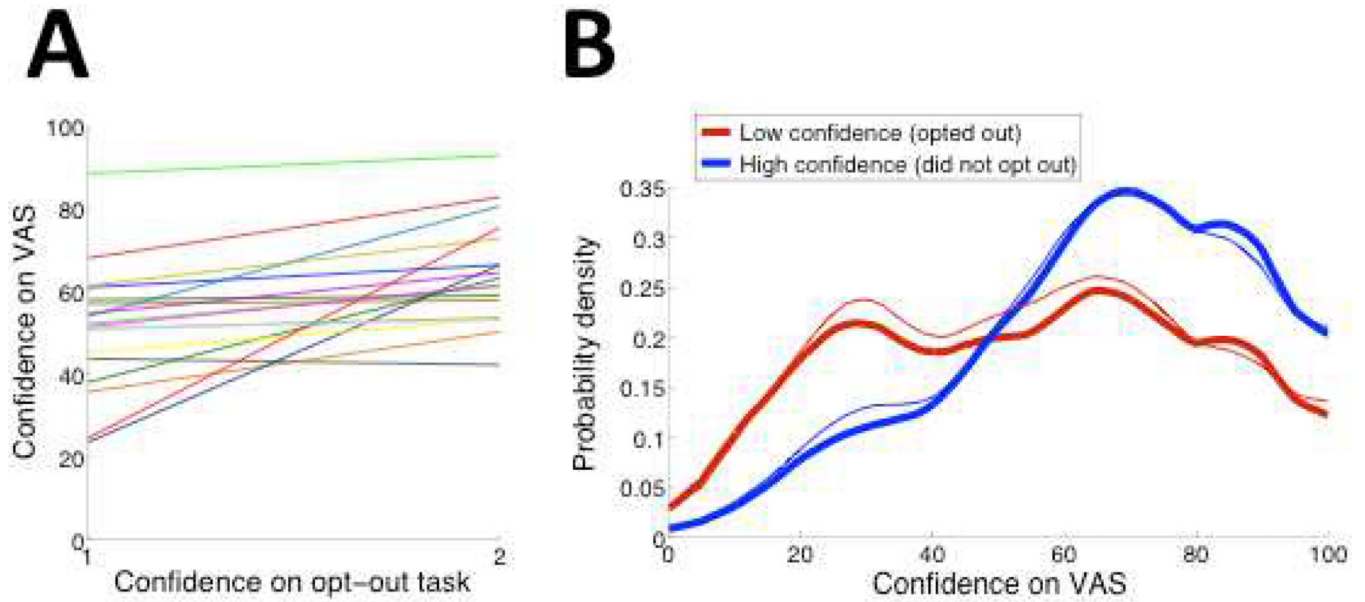 A
B
100
80
60
40
20
0
1
2
Confidence on VAS
Confidence on opt-out task
Low confidence (opted out)
High confidence (did not opt out)
0.35
0.3
0.25
0.2
0.15
0.1
0.05
0
0
20
40
60
80
100
Probability density
Confidence on VAS